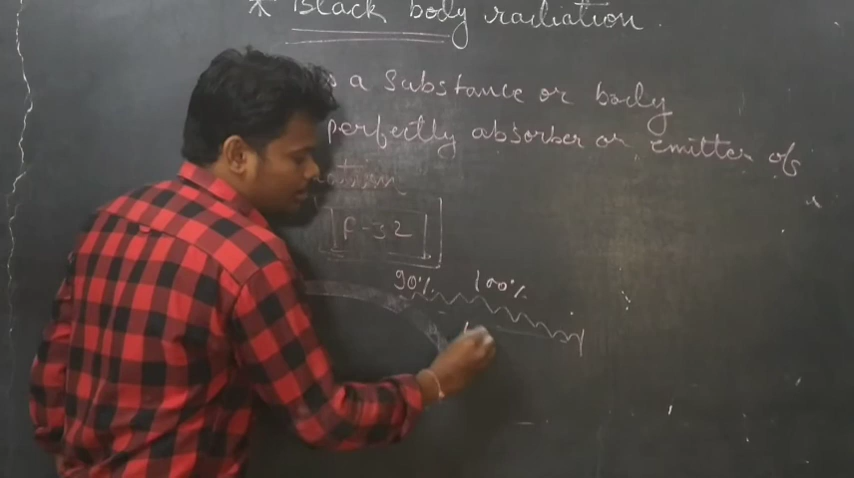 * Black body radiation.
a Substance or body
perfectly absorber or emitter of
P-32
90% 100%